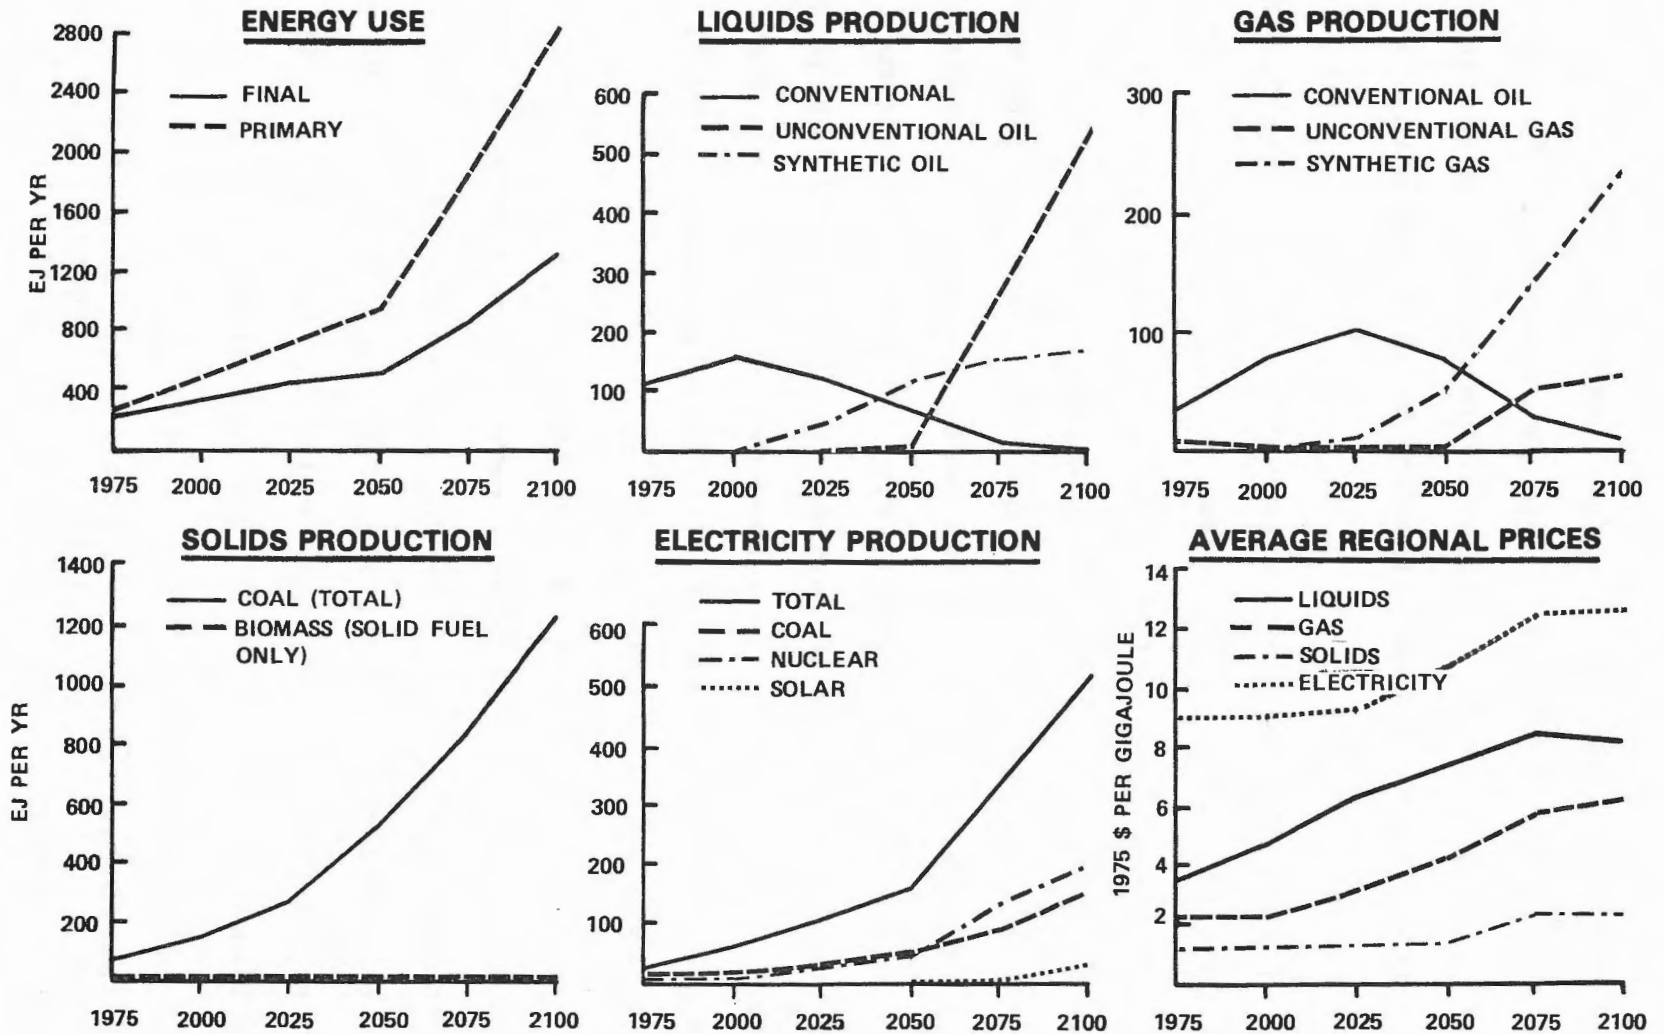 ENERGY USE
2800
2400
2000
1600
1200
800
400
EJ PER YR
FINAL
PRIMARY
1975 2000 2025 2050 2075 2100
LIQUIDS PRODUCTION
600
500
400
300
200
100
CONVENTIONAL
UNCONVENTIONAL OIL
SYNTHETIC OIL
1975 2000 2025 2050 2075 2100
GAS PRODUCTION
300
200
100
CONVENTIONAL OIL
UNCONVENTIONAL GAS
SYNTHETIC GAS
1975 2000 2025 2050 2075 2100
SOLIDS PRODUCTION
1400
1200
1000
800
600
400
200
EJ PER YR
COAL (TOTAL)
BIOMASS (SOLID FUEL
ONLY)
1975 2000 2025 2050 2075 2100
ELECTRICITY PRODUCTION
600
500
400
300
200
100
TOTAL
COAL
NUCLEAR
SOLAR
1975 2000 2025 2050 2075 2100
AVERAGE REGIONAL PRICES
14
12
10
8
6
4
2
1975 $ PER GIGAJOULE
LIQUIDS
GAS
SOLIDS
ELECTRICITY
1975 2000 2025 2050 2075 2100